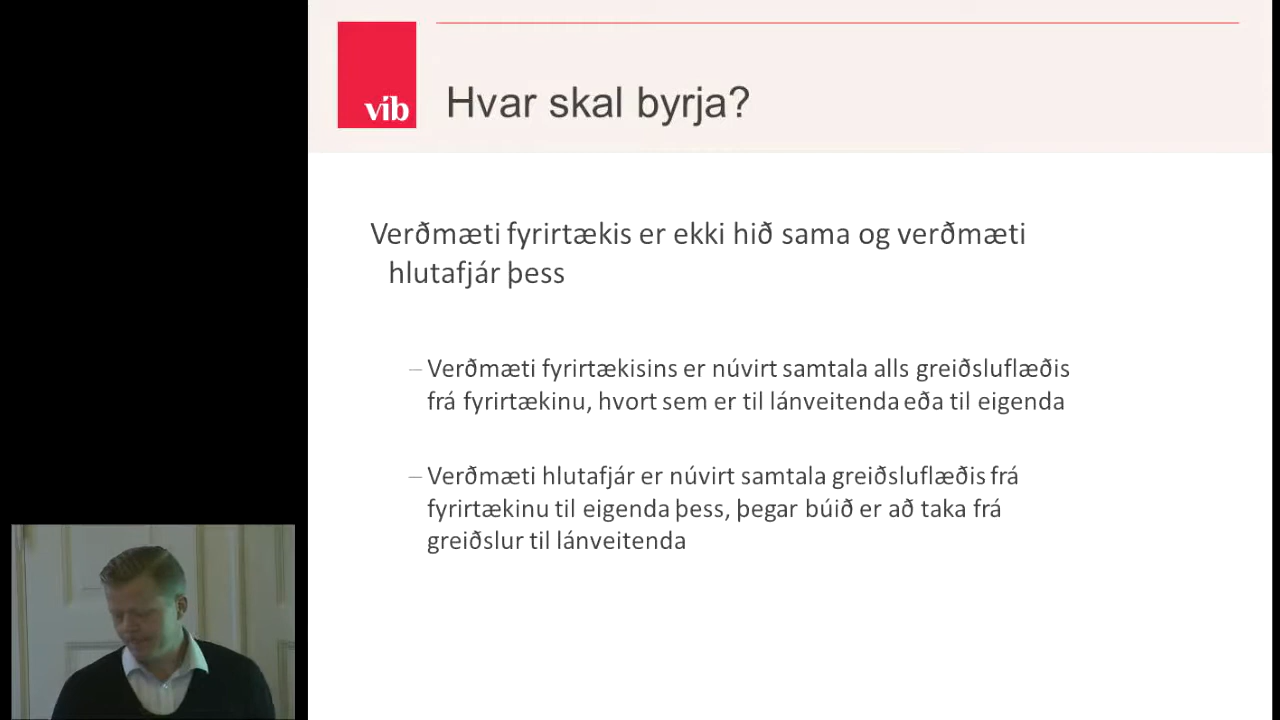 víb
Hvar skal byrja?
Verðmæti fyrirtækis er ekki hið sama og verðmæti
hlutafjár þess
– Verðmæti fyrirtækisins er núvirt samtala alls greiðsluflæðis
frá fyrirtækinu, hvort sem er til lánveitenda eða til eigenda
– Verðmæti hlutafjár er núvirt samtala greiðsluflæðis frá
fyrirtækinu til eigenda þess, þegar búið er að taka frá
greiðslur til lánveitenda